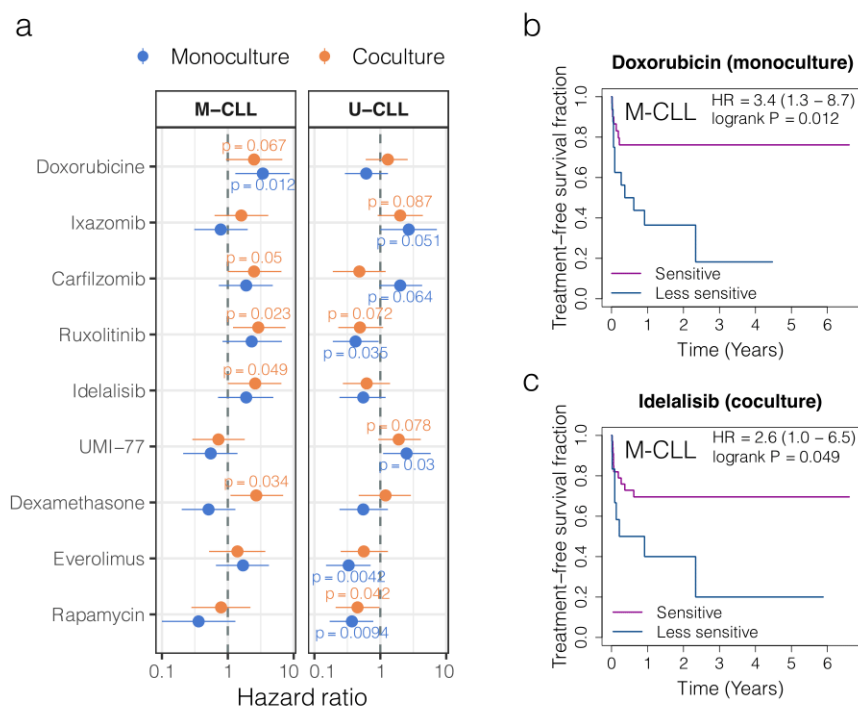 a
Monoculture
Coculture
M−CLL
U−CLL
Doxorubicine
p = 0.067
p = 0.012
Ixazomib
p = 0.087
p = 0.051
Carfilzomib
p = 0.05
p = 0.064
Ruxolitinib
p = 0.023
p = 0.072
p = 0.035
Idelalisib
p = 0.049
UMI−77
p = 0.078
p = 0.03
Dexamethasone
p = 0.034
Everolimus
p = 0.0042
Rapamycin
p = 0.042
p = 0.0094
0.1 1 10
0.1 1 10
Hazard ratio
b
Doxorubicin (monoculture)
M-CLL
HR = 3.4 (1.3 − 8.7)
logrank P = 0.012
Treatment−free survival fraction
1.0
0.8
0.6
0.4
0.2
0.0
Sensitive
Less sensitive
0 1 2 3 4 5 6
Time (Years)
c
Idelalisib (coculture)
M-CLL
HR = 2.6 (1.0 − 6.5)
logrank P = 0.049
Treatment−free survival fraction
1.0
0.8
0.6
0.4
0.2
0.0
Sensitive
Less sensitive
0 1 2 3 4 5 6
Time (Years)